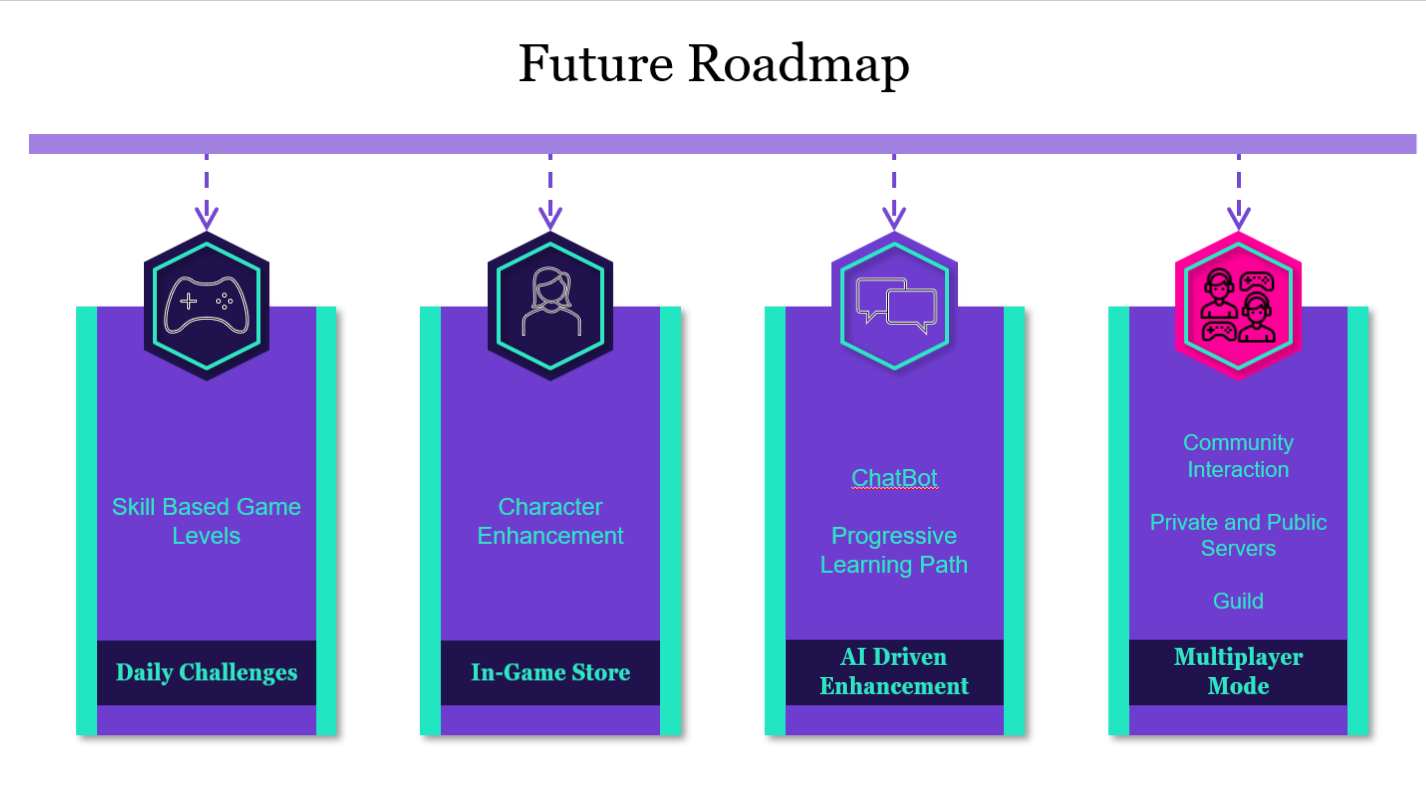 Future Roadmap
Skill Based Game
Levels
Daily Challenges
Character
Enhancement
In-Game Store
ChatBot
Progressive
Learning Path
AI Driven
Enhancement
Community
Interaction
Private and Public
Servers
Guild
Multiplayer
Mode